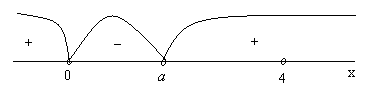 + – +
0 a 4 x